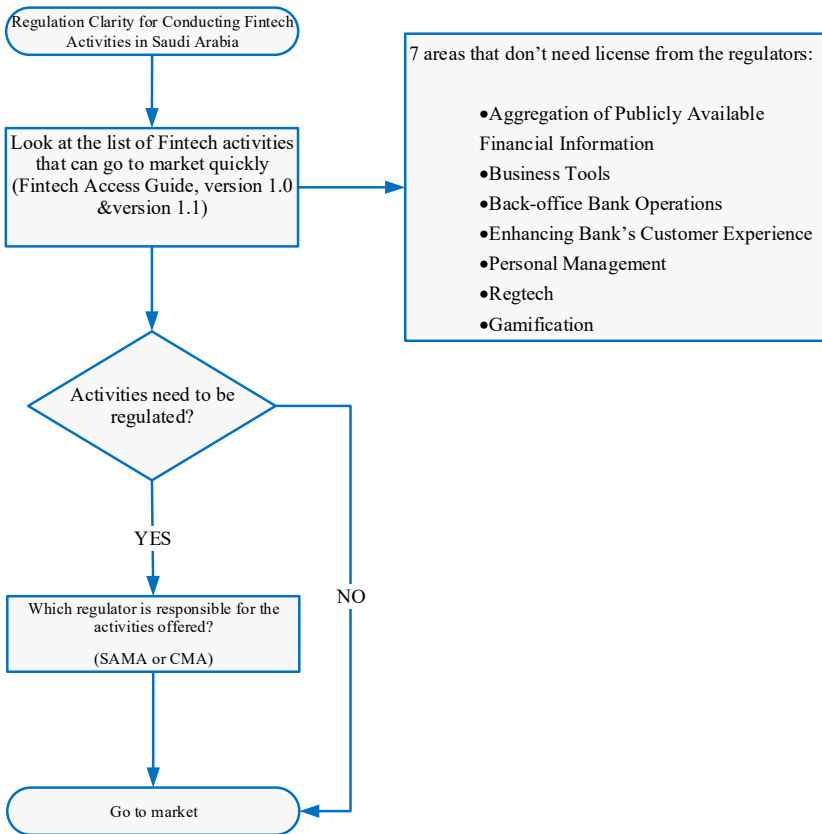 Regulation Clarity for Conducting Fintech
Activities in Saudi Arabia
7 areas that don’t need license from the regulators:
•Aggregation of Publicly Available
Financial Information
•Business Tools
•Back-office Bank Operations
•Enhancing Bank’s Customer Experience
•Personal Management
•Regtech
•Gamification
Look at the list of Fintech activities
that can go to market quickly
(Fintech Access Guide, version 1.0
&version 1.1)
Activities need to be
regulated?
YES
NO
Which regulator is responsible for the
activities offered?
(SAMA or CMA)
Go to market